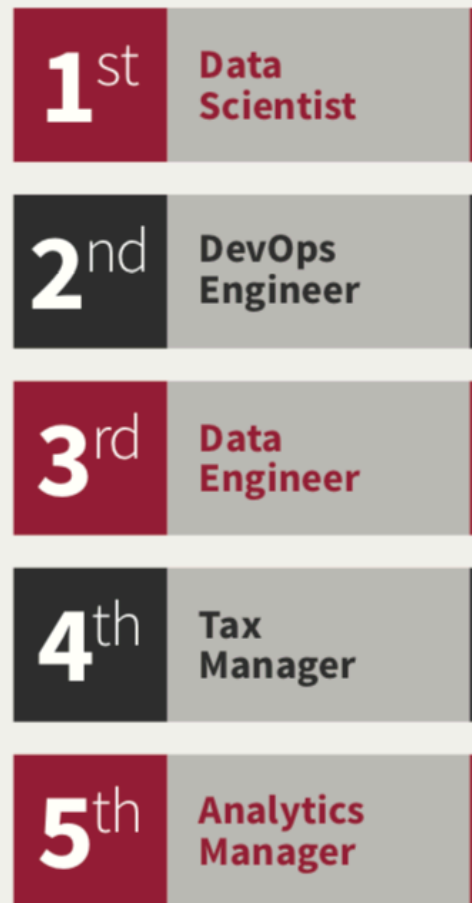 1st
Data
Scientist
2nd
DevOps
Engineer
3rd
Data
Engineer
4th
Tax
Manager
5th
Analytics
Manager